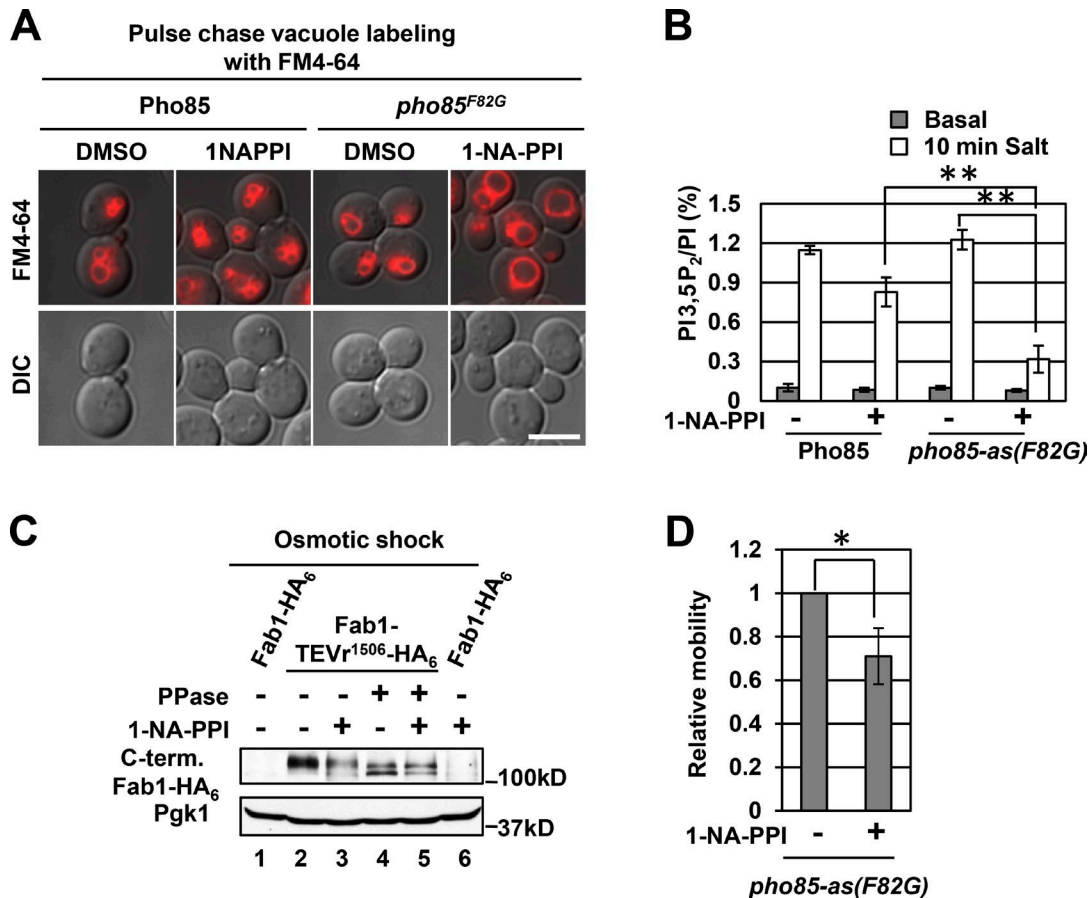 A
Pulse chase vacuole labeling
with FM4-64
Pho85
pho85F82G
DMSO
1NAPPI
DMSO
1-NA-PPI
FM4-64
DIC
B
Basal
10 min Salt
**
**
PI3,5P2/PI (%)
1.5
1.2
0.9
0.6
0.3
0
1-NA-PPI
- + - +
Pho85
pho85-as(F82G)
C
Osmotic shock
Fab1-HA6
Fab1-
TEVr1506-HA6
Fab1-HA6
PPase - - - + + -
1-NA-PPI - - + - + +
C-term.
Fab1-HA6
–100kD
Pgk1
–37kD
1 2 3 4 5 6
D
*
Relative mobility
1.2
1
0.8
0.6
0.4
0.2
0
1-NA-PPI - +
pho85-as(F82G)